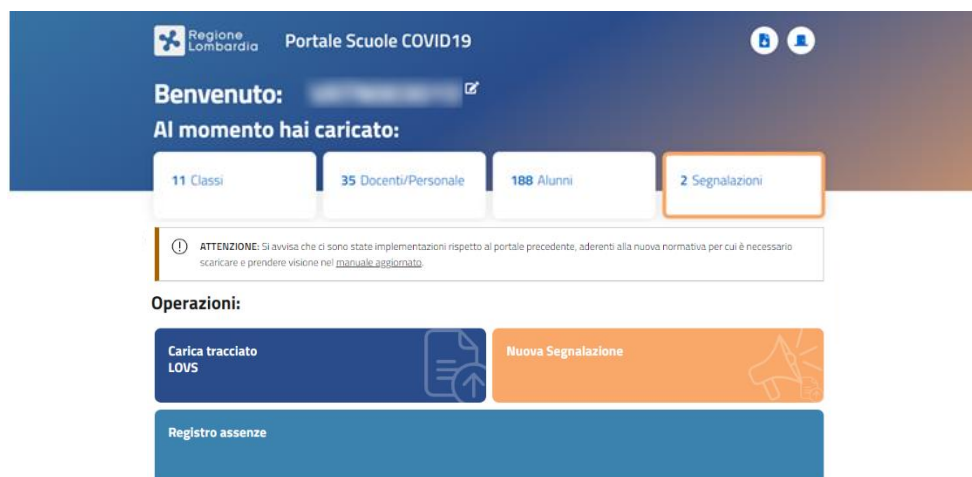 Regione
Lombardia
Portale Scuole COVID19
Benvenuto:
Al momento hai caricato:
11 Classi
35 Docenti/Personale
188 Alunni
2 Segnalazioni
ATTENZIONE: Si avvisa che ci sono state implementazioni rispetto al portale precedente, aderenti alla nuova normativa per cui è necessario
scaricare e prendere visione nel manuale aggiornato.
Operazioni:
Carica tracciato
LOVS
Nuova Segnalazione
Registro assenze